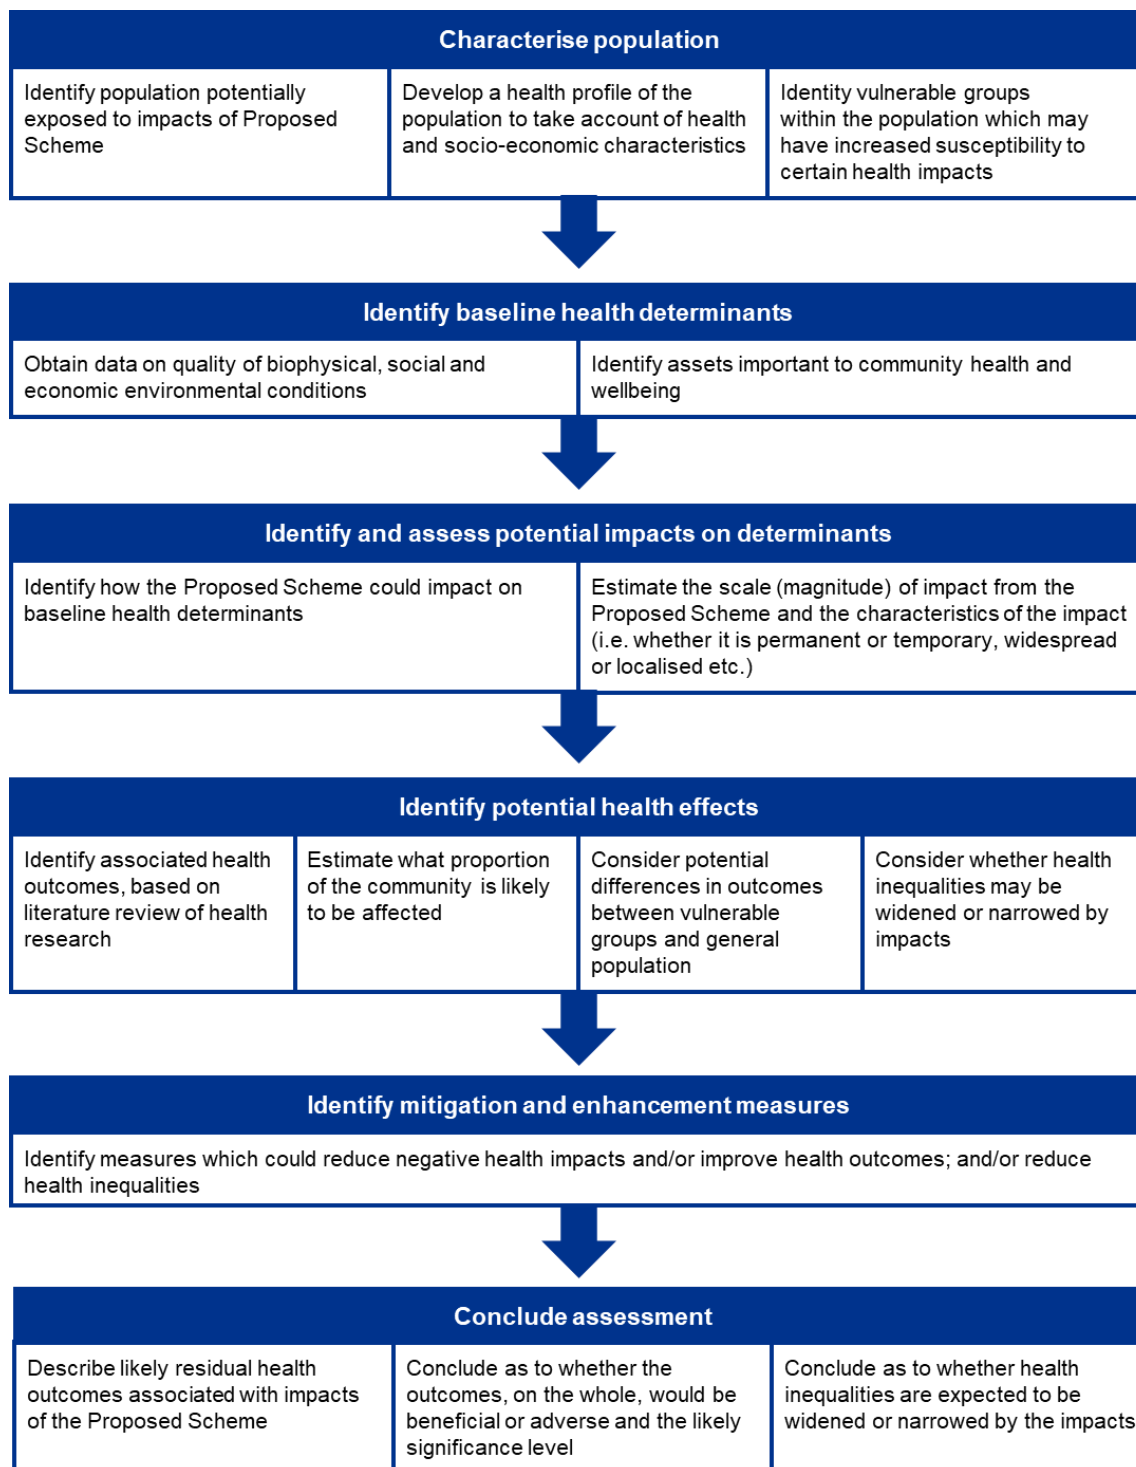 Characterise population
Identify population potentially
exposed to impacts of Proposed
Scheme
Develop a health profile of the
population to take account of health
and socio-economic characteristics
Identity vulnerable groups
within the population which may
have increased susceptibility to
certain health impacts
Identify baseline health determinants
Obtain data on quality of biophysical, social and
economic environmental conditions
Identify assets important to community health and
wellbeing
Identify and assess potential impacts on determinants
Identify how the Proposed Scheme could impact on
baseline health determinants
Estimate the scale (magnitude) of impact from the
Proposed Scheme and the characteristics of the impact
(i.e. whether it is permanent or temporary, widespread
or localised etc.)
Identify potential health effects
Identify associated health
outcomes, based on
literature review of health
research
Estimate what proportion
of the community is likely
to be affected
Consider potential
differences in outcomes
between vulnerable
groups and general
population
Consider whether health
inequalities may be
widened or narrowed by
impacts
Identify mitigation and enhancement measures
Identify measures which could reduce negative health impacts and/or improve health outcomes; and/or reduce
health inequalities
Conclude assessment
Describe likely residual health
outcomes associated with impacts
of the Proposed Scheme
Conclude as to whether the
outcomes, on the whole, would be
beneficial or adverse and the likely
significance level
Conclude as to whether health
inequalities are expected to be
widened or narrowed by the impacts